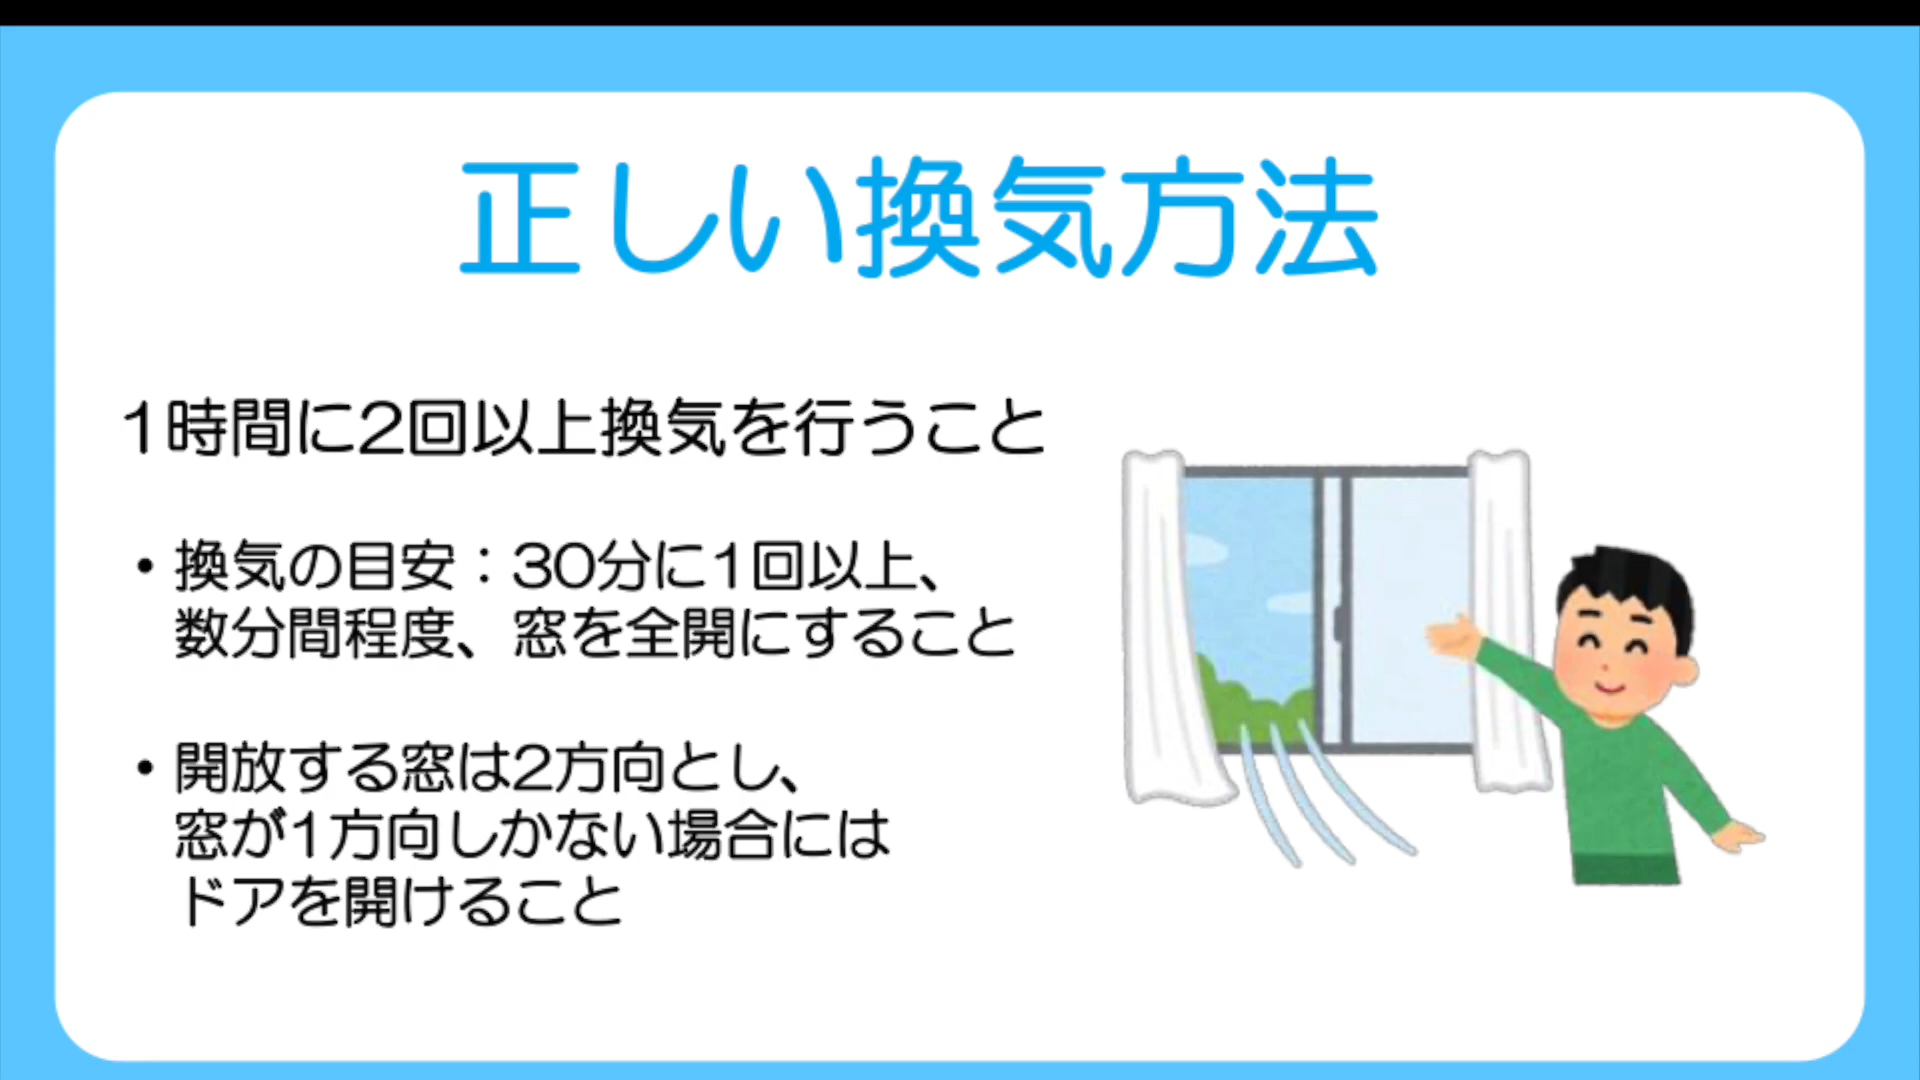 正しい換気方法
1時間に2回以上換気を行うこと
・換気の目安：30分に1回以上、
数分間程度、窓を全開にすること
・開放する窓は2方向とし、
窓が1方向しかない場合には
ドアを開けること